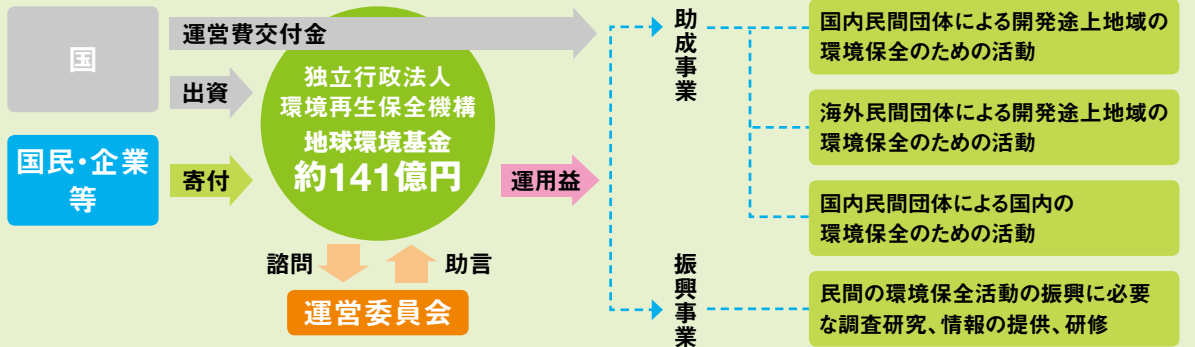 国
運営費交付金
出資
独立行政法人
環境再生保全機構
地球環境基金
約141億円
国民・企業
等
寄付
運用益
諮問
助言
運営委員会
助成事業
国内民間団体による開発途上地域の
環境保全のための活動
海外民間団体による開発途上地域の
環境保全のための活動
国内民間団体による国内の
環境保全のための活動
振興事業
民間の環境保全活動の振興に必要
な調査研究、情報の提供、研修